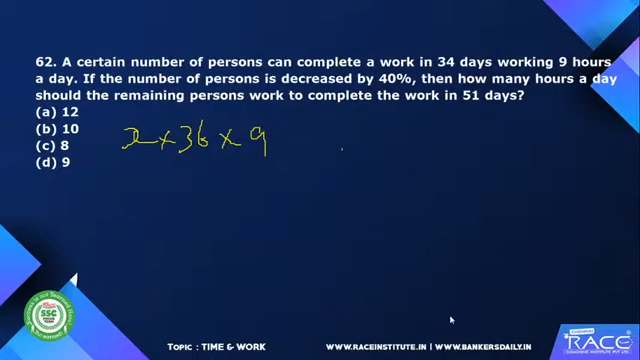 62. A certain number of persons can complete a work in 34 days working 9 hours
a day. If the number of persons is decreased by 40%, then how many hours a day
should the remaining persons work to complete the work in 51 days?
(a) 12
(b) 10
(c) 8
(d) 9
x × 36 × 9
SSC
TOPIC : TIME & WORK
WWW.RACEINSTITUTE.IN | WWW.BANKERSDAILY.IN
RACE